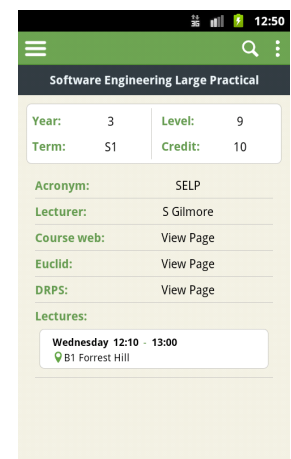 12:50
Software Engineering Large Practical
Year: 3 Level: 9
Term: S1 Credit: 10
Acronym: SELP
Lecturer: S Gilmore
Course web: View Page
Euclid: View Page
DRPS: View Page
Lectures:
Wednesday 12:10 - 13:00
B1 Forrest Hill